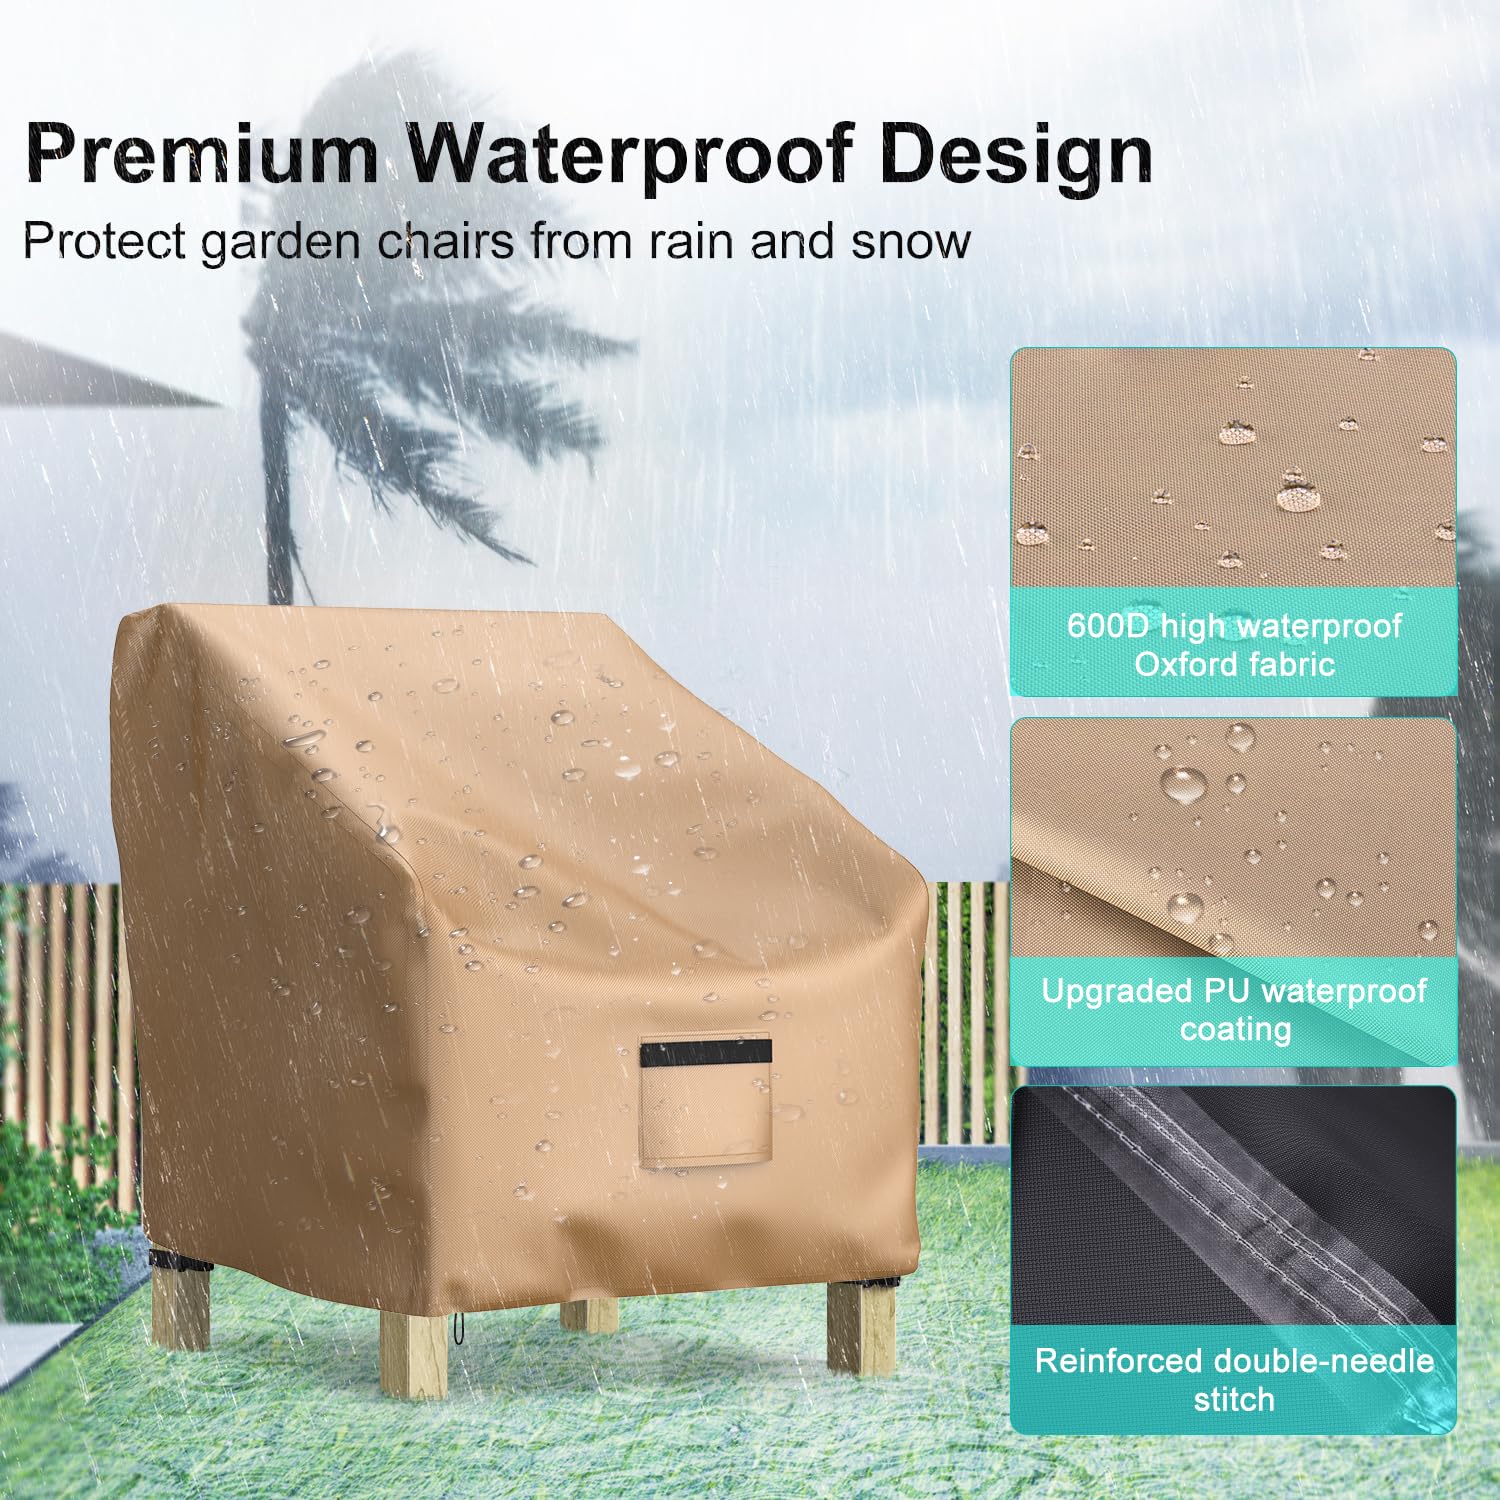 Premium Waterproof Design
Protect garden chairs from rain and snow
600D high waterproof
Oxford fabric
Upgraded PU waterproof
coating
Reinforced double-needle
stitch